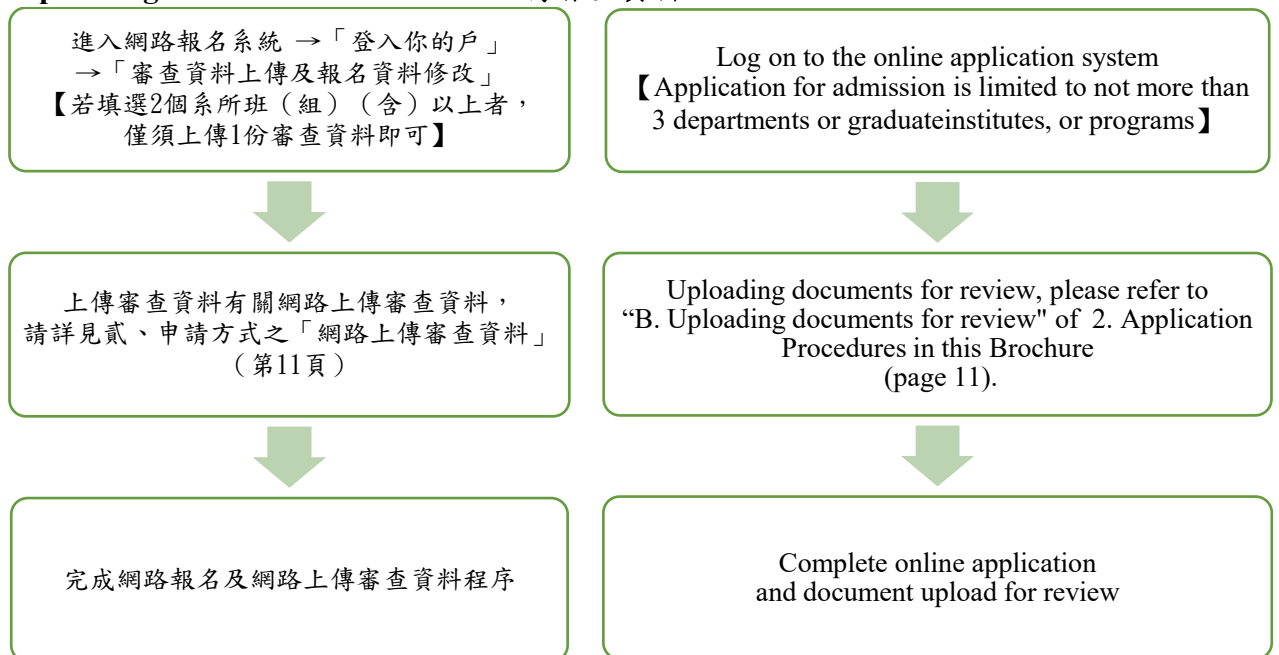 進入網路報名系統 →「登入你的戶」
→「審查資料上傳及報名資料修改」
【若填選2個系所班（組）（含）以上者，
僅須上傳1份審查資料即可】
上傳審查資料有關網路上傳審查資料，
請詳見貳、申請方式之「網路上傳審查資料」
（第11頁）
完成網路報名及網路上傳審查資料程序
Log on to the online application system
【Application for admission is limited to not more than
3 departments or graduateinstitutes, or programs】
Uploading documents for review, please refer to
“B. Uploading documents for review" of 2. Application
Procedures in this Brochure
(page 11).
Complete online application
and document upload for review